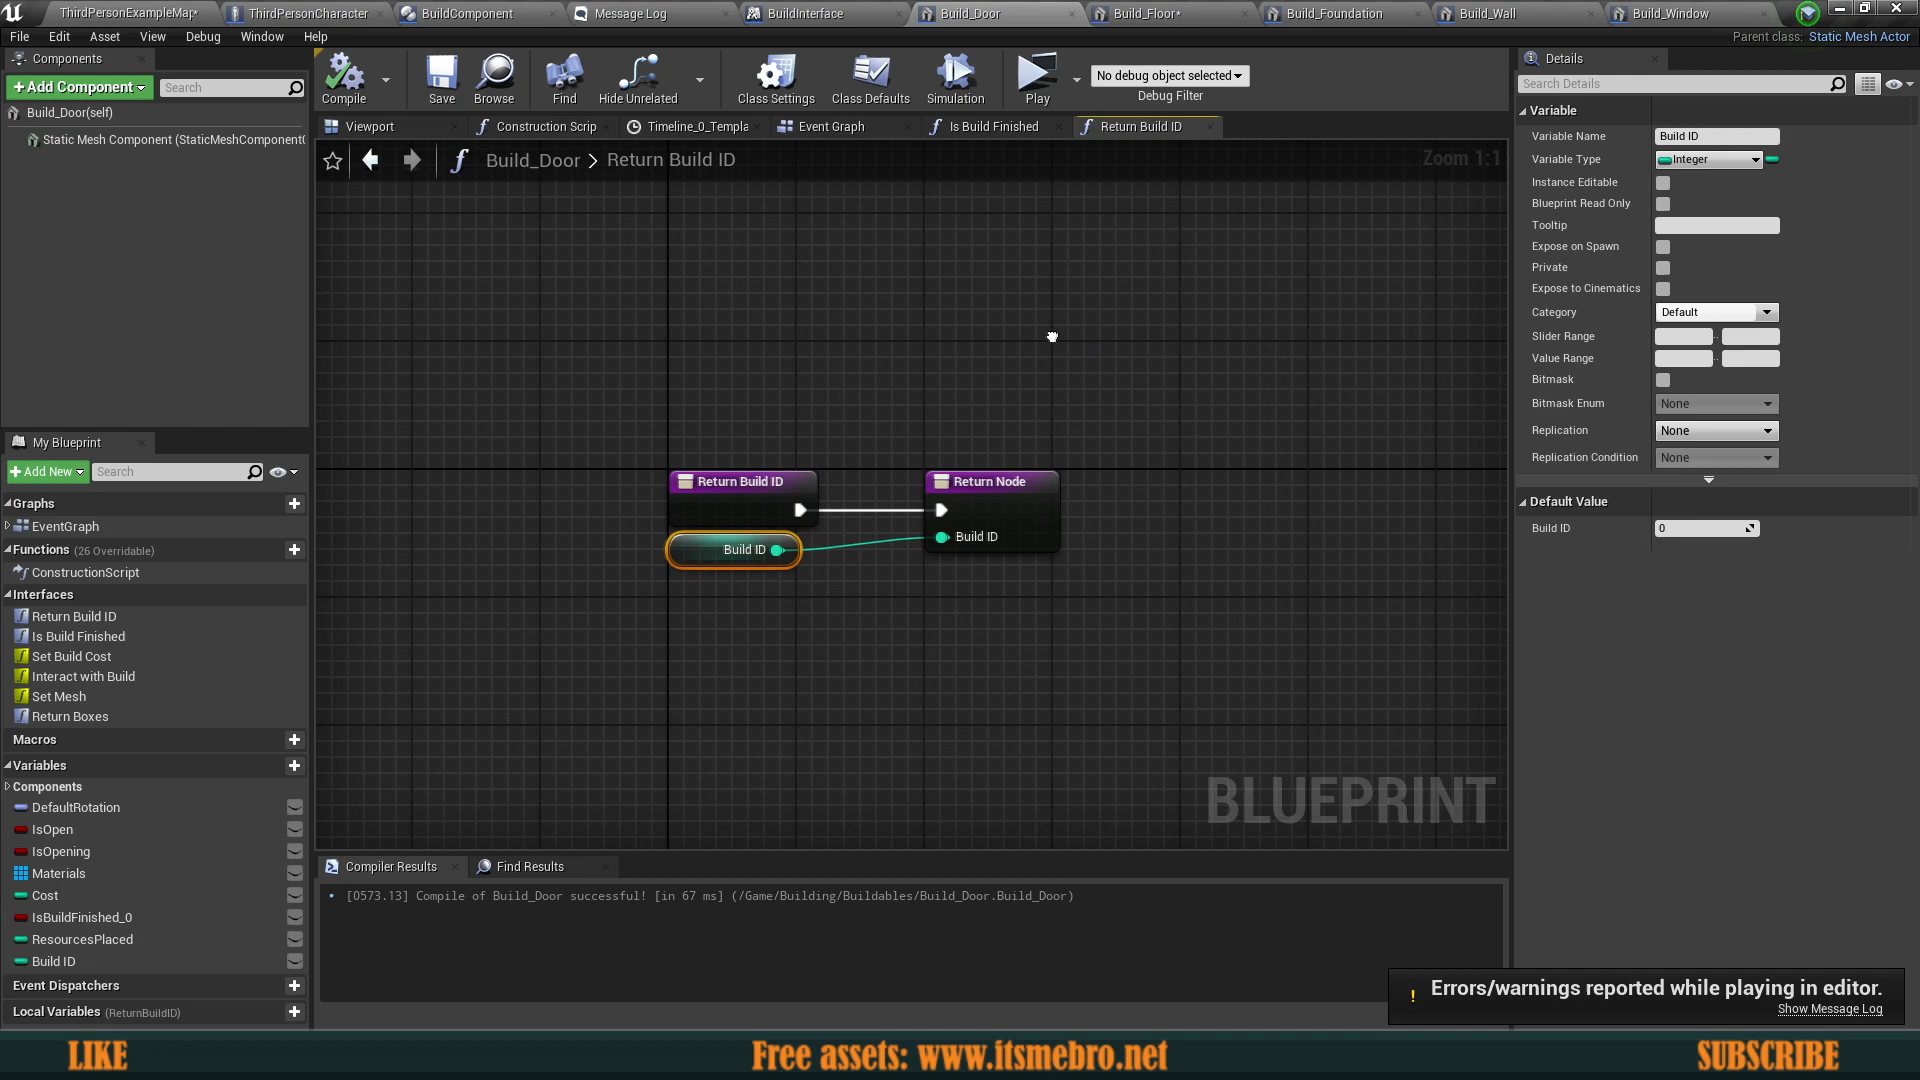 ThirdPersonExampleMap*
ThirdPersonCharacter
BuildComponent
Message Log
BuildInterface
Build_Door
Build_Floor*
Build_Foundation
Build_Wall
Build_Window
File Edit Asset View Debug Window Help
Parent class: Static Mesh Actor
Components
+Add Component
Search
Build_Door(self)
Static Mesh Component (StaticMeshComponent0
Compile
Save
Browse
Find
Hide Unrelated
Class Settings
Class Defaults
Simulation
Play
No debug object selected
Debug Filter
Viewport
Construction Scrip
Timeline_0_Templa
Event Graph
Is Build Finished
Return Build ID
Build_Door > Return Build ID
Zoom 1:1
Return Build ID
Build ID
Return Node
Build ID
BLUEPRINT
My Blueprint
+Add New
Search
Graphs
EventGraph
Functions (26 Overridable)
ConstructionScript
Interfaces
Return Build ID
Is Build Finished
Set Build Cost
Interact with Build
Set Mesh
Return Boxes
Macros
Variables
Components
DefaultRotation
IsOpen
IsOpening
Materials
Cost
IsBuildFinished_0
ResourcesPlaced
Build ID
Event Dispatchers
Local Variables (ReturnBuildID)
Compiler Results
Find Results
• [0573.13] Compile of Build_Door successful! [in 67 ms] (/Game/Building/Buildables/Build_Door.Build_Door)
Details
Search Details
Variable
Variable Name Build ID
Variable Type Integer
Instance Editable
Blueprint Read Only
Tooltip
Expose on Spawn
Private
Expose to Cinematics
Category Default
Slider Range
Value Range
Bitmask
Bitmask Enum None
Replication None
Replication Condition None
Default Value
Build ID 0
! Errors/warnings reported while playing in editor.
Show Message Log
LIKE
Free assets: www.itsmebro.net
SUBSCRIBE